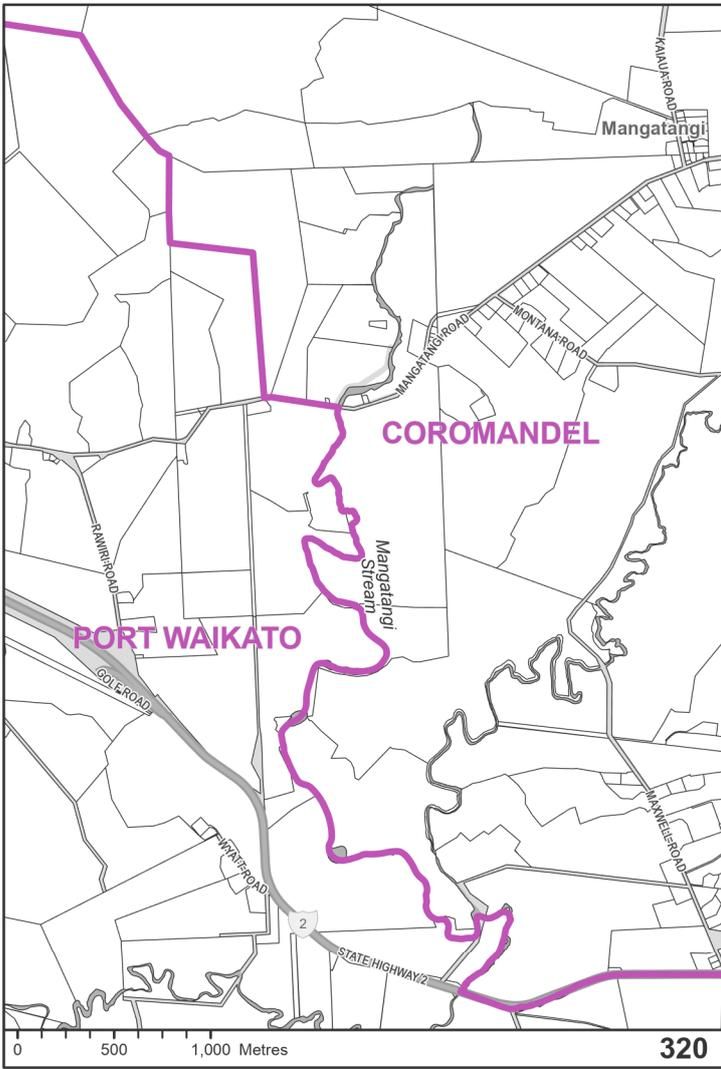 KAIAUA ROAD
Mangatangi
MONTANA ROAD
MANGATANGI ROAD
COROMANDEL
RAWIRI ROAD
Mangatangi
Stream
PORT WAIKATO
GOLF ROAD
MAXWELL ROAD
WYATT ROAD
2
STATE HIGHWAY 2
0 500 1,000 Metres
320